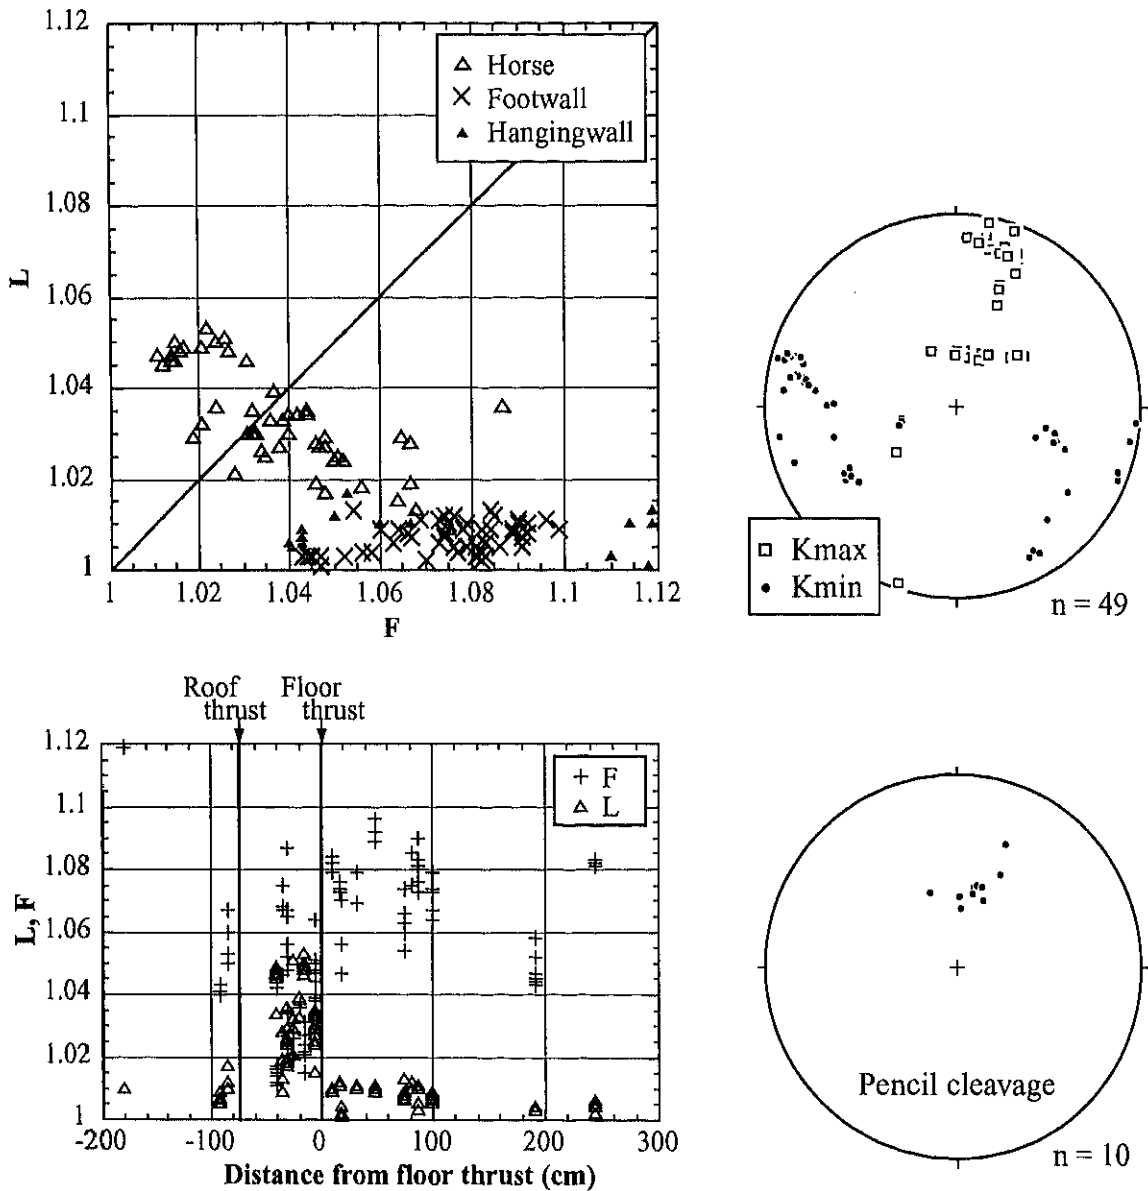 1.12
1.1
1.08
1.06
1.04
1.02
1
L
Horse
Footwall
Hangingwall
1 1.02 1.04 1.06 1.08 1.1 1.12
F
Kmax
Kmin
n = 49
Roof
thrust
Floor
thrust
1.12
1.1
1.08
1.06
1.04
1.02
1
L, F
F
L
-200 -100 0 100 200 300
Distance from floor thrust (cm)
Pencil cleavage
n = 10